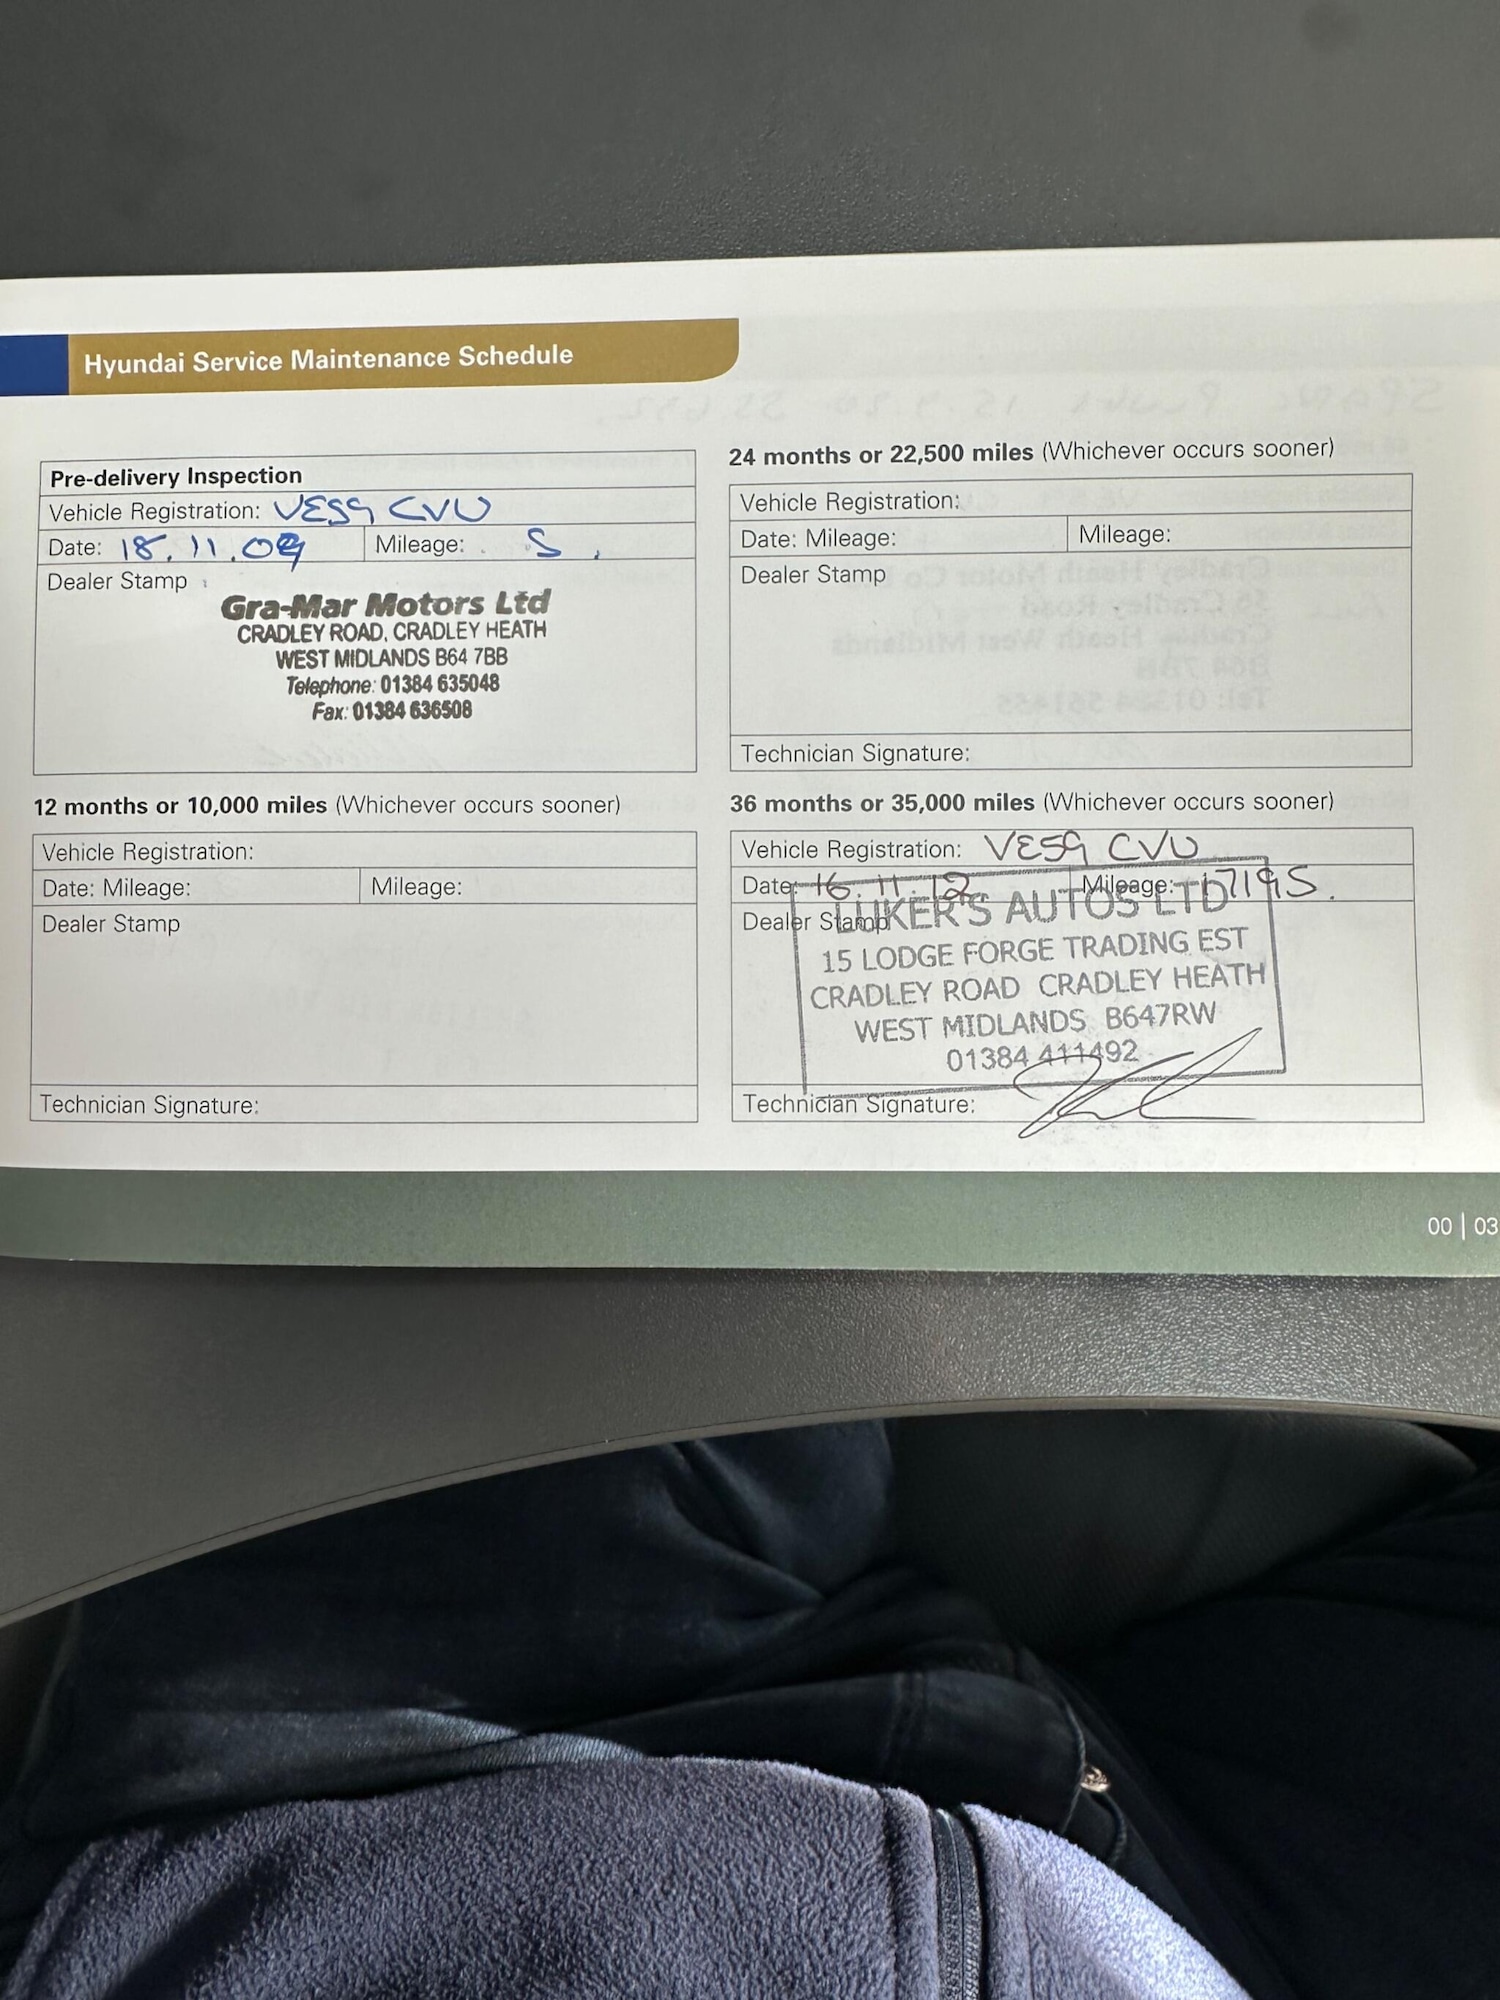 Hyundai Service Maintenance Schedule
Pre-delivery Inspection
Vehicle Registration: VE59 CVU
Date: 18.11.09 Mileage: 5
Dealer Stamp
Gra-Mar Motors Ltd
CRADLEY ROAD, CRADLEY HEATH
WEST MIDLANDS B64 7BB
Telephone: 01384 635048
Fax: 01384 636508
12 months or 10,000 miles (Whichever occurs sooner)
Vehicle Registration:
Date: Mileage: Mileage:
Dealer Stamp
Technician Signature:
24 months or 22,500 miles (Whichever occurs sooner)
Vehicle Registration:
Date: Mileage: Mileage:
Dealer Stamp
Technician Signature:
36 months or 35,000 miles (Whichever occurs sooner)
Vehicle Registration: VE59 CVU
Date: 16.11.12 Mileage: 17195.
Dealer Stamp
LUKER'S AUTOS LTD
15 LODGE FORGE TRADING EST
CRADLEY ROAD CRADLEY HEATH
WEST MIDLANDS B647RW
01384 411492
Technician Signature:
00 | 03